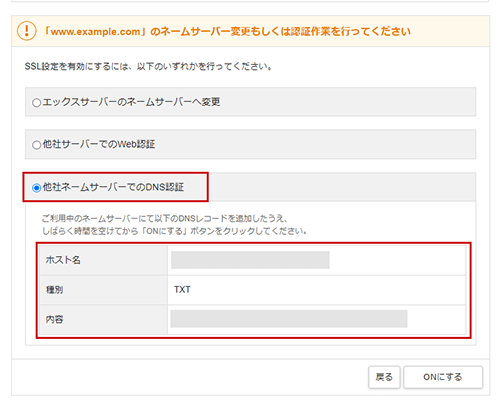 「www.example.com」のネームサーバー変更もしくは認証作業を行ってください
SSL設定を有効にするには、以下のいずれかを行ってください。
エックスサーバーのネームサーバーへ変更
他社サーバーでのWeb認証
他社ネームサーバーでのDNS認証
ご利用中のネームサーバーにて以下のDNSレコードを追加したうえ、
しばらく時間を空けてから「ONにする」ボタンをクリックしてください。
ホスト名
種別 TXT
内容
戻る ONにする